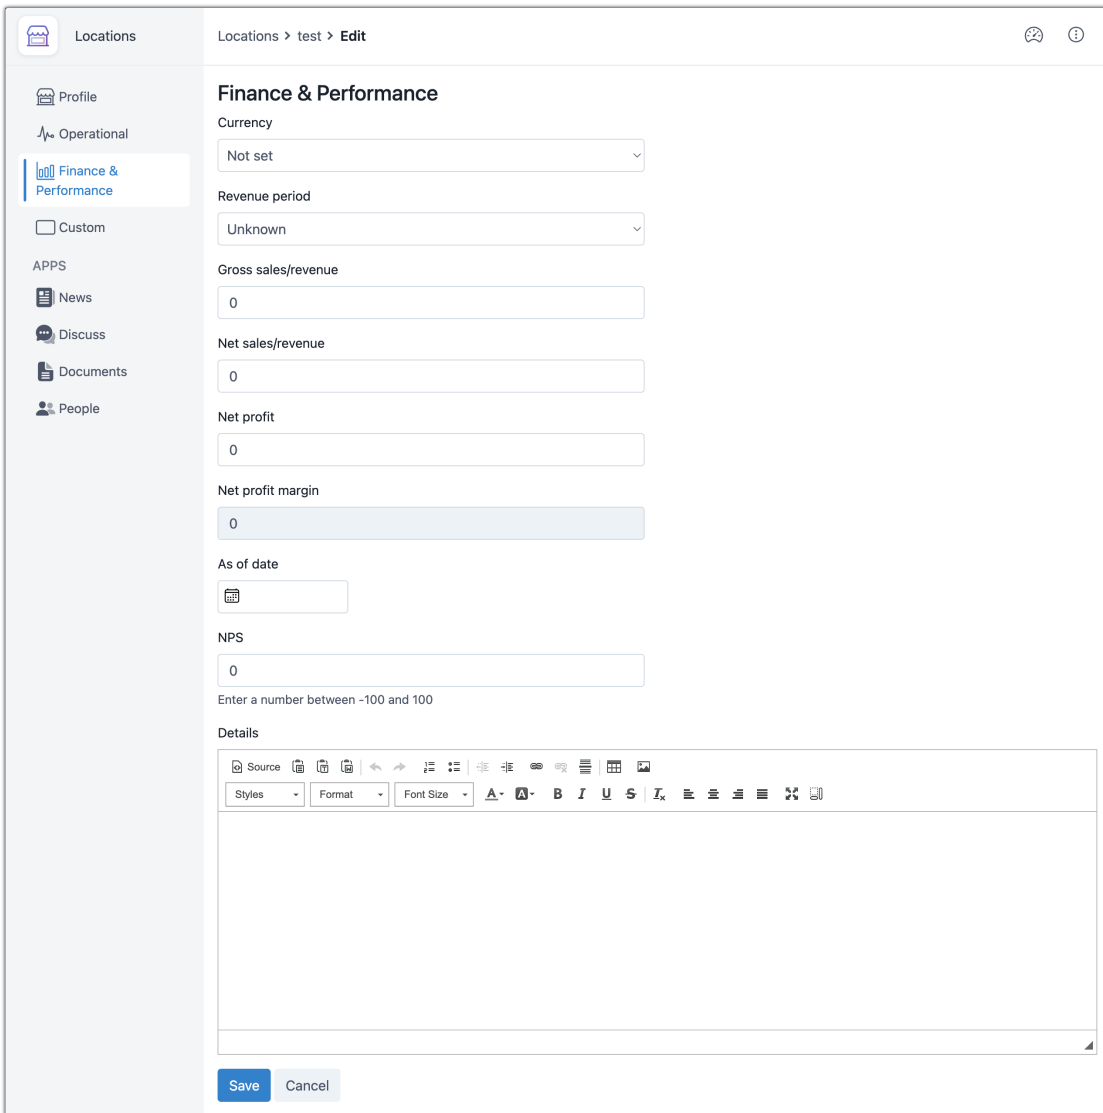 Locations
Locations > test > Edit
Profile
Operational
Finance &
Performance
Custom
APPS
News
Discuss
Documents
People
Finance & Performance
Currency
Not set
Revenue period
Unknown
Gross sales/revenue
0
Net sales/revenue
0
Net profit
0
Net profit margin
0
As of date
NPS
0
Enter a number between -100 and 100
Details
Source
Styles Format Font Size A A B I U S Ix
Save Cancel